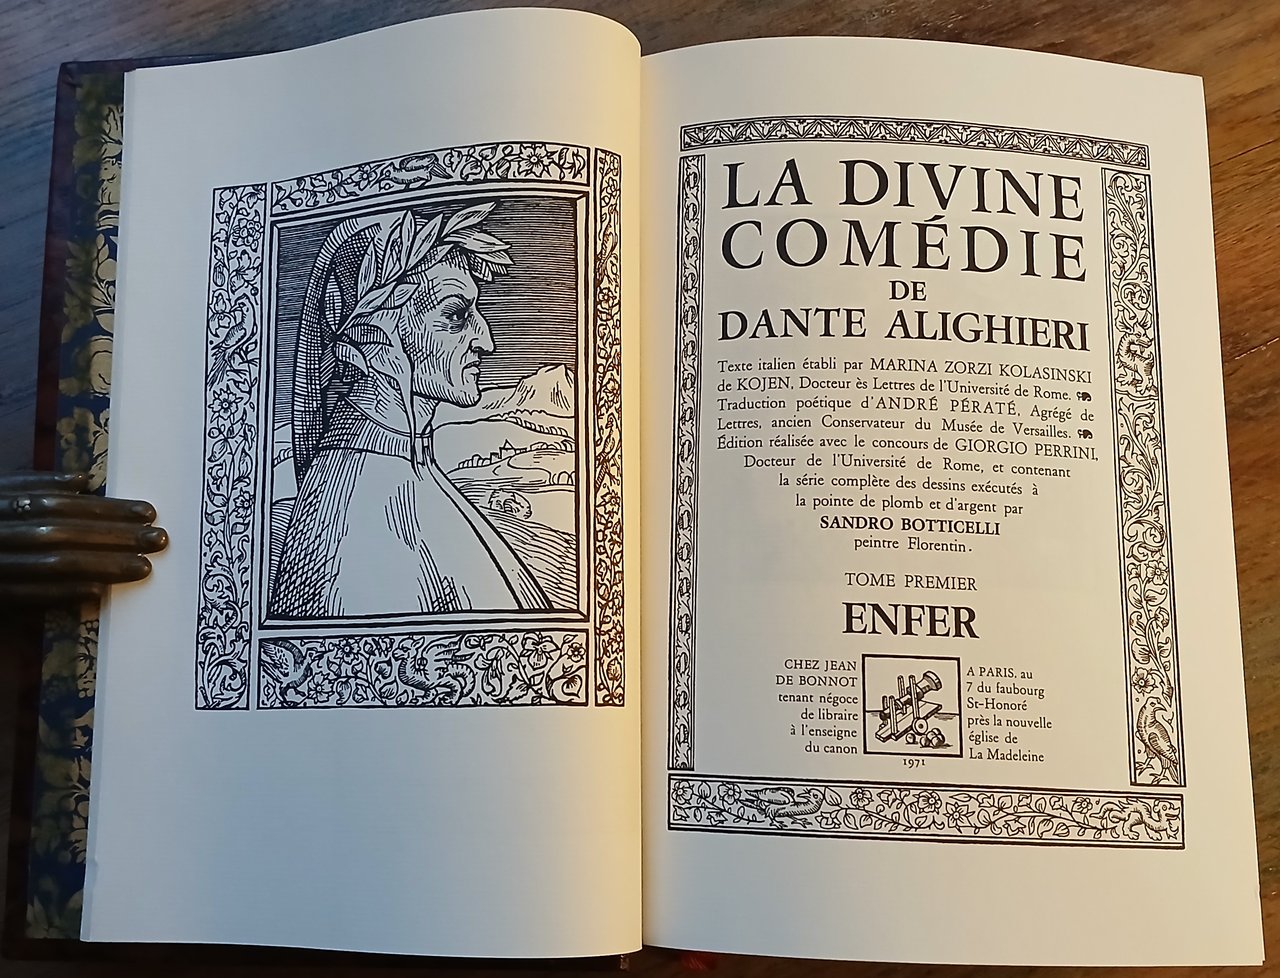 LA DIVINE
COMÉDIE
DE
DANTE ALIGHIERI
Texte italien établi par MARINA ZORZI KOLASINSKI
de KOJEN, Docteur ès Lettres de l'Université de Rome.
Traduction poétique d'ANDRÉ PÉRATÉ, Agrégé de
Lettres, ancien Conservateur du Musée de Versailles.
Édition réalisée avec le concours de GIORGIO PERRINI,
Docteur de l'Université de Rome, et contenant
la série complète des dessins exécutés à
la pointe de plomb et d'argent par
SANDRO BOTTICELLI
peintre Florentin.
TOME PREMIER
ENFER
CHEZ JEAN
DE BONNOT
tenant négoce
de libraire
à l'enseigne
du canon
1971
A PARIS. au
7 du faubourg
St-Honoré
près la nouvelle
église de
La Madeleine